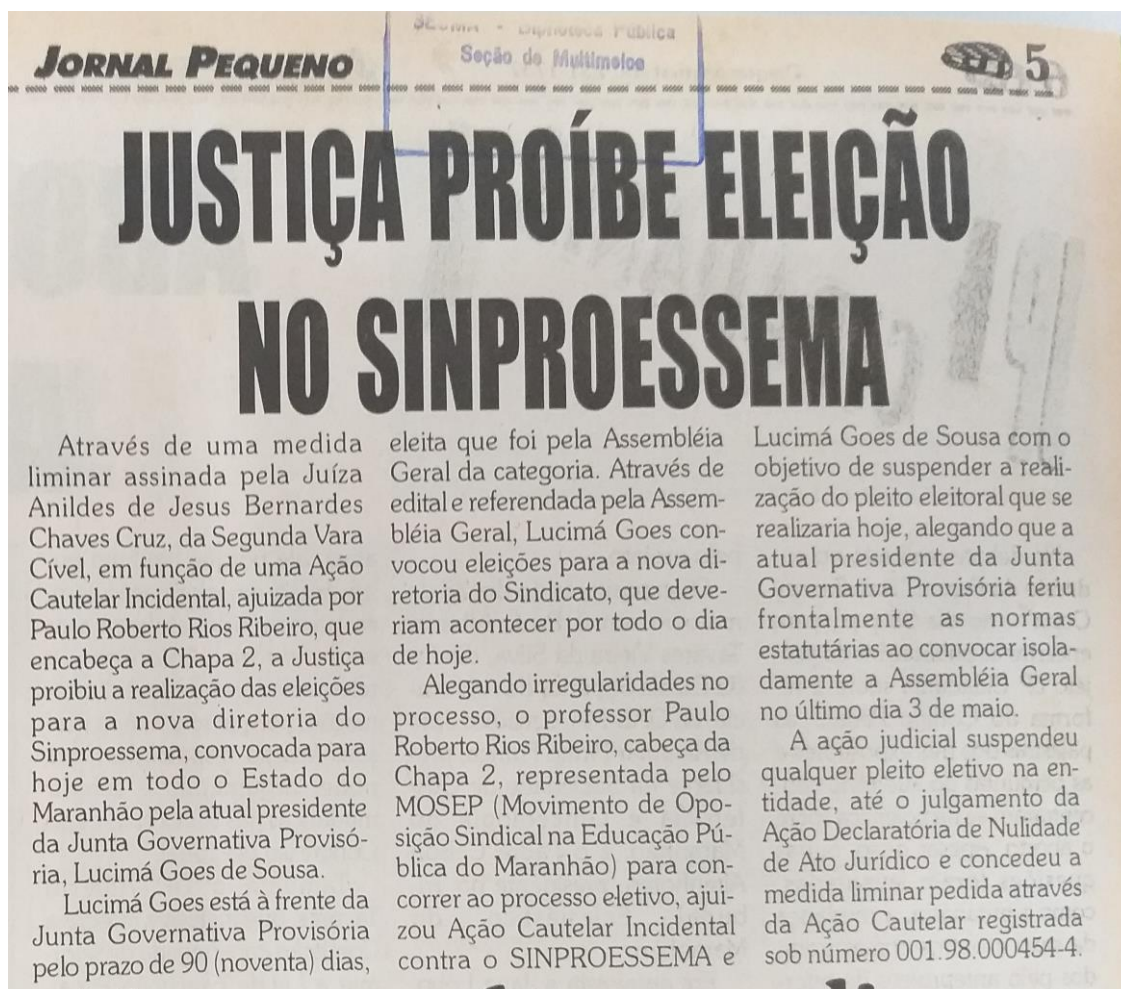 JORNAL PEQUENO
Biblioteca Pública
Seção de Multimeios
5
JUSTIÇA PROÍBE ELEIÇÃO
NO SINPROESSEMA
Através de uma medida
liminar assinada pela Juíza
Anildes de Jesus Bernardes
Chaves Cruz, da Segunda Vara
Cível, em função de uma Ação
Cautelar Incidental, ajuizada por
Paulo Roberto Rios Ribeiro, que
encabeça a Chapa 2, a Justiça
proibiu a realização das eleições
para a nova diretoria do
Sinproessema, convocada para
hoje em todo o Estado do
Maranhão pela atual presidente
da Junta Governativa Provisó-
ria, Lucimá Goes de Sousa.
Lucimá Goes está à frente da
Junta Governativa Provisória
pelo prazo de 90 (noventa) dias,
eleita que foi pela Assembléia
Geral da categoria. Através de
edital e referendada pela Assem-
bléia Geral, Lucimá Goes con-
vocou eleições para a nova di-
retoria do Sindicato, que deve-
riam acontecer por todo o dia
de hoje.
Alegando irregularidades no
processo, o professor Paulo
Roberto Rios Ribeiro, cabeça da
Chapa 2, representada pelo
MOSEP (Movimento de Opo-
sição Sindical na Educação Pú-
blica do Maranhão) para con-
correr ao processo eletivo, ajui-
zou Ação Cautelar Incidental
contra o SINPROESSEMA e
Lucimá Goes de Sousa com o
objetivo de suspender a reali-
zação do pleito eleitoral que se
realizaria hoje, alegando que a
atual presidente da Junta
Governativa Provisória feriu
frontalmente as normas
estatutárias ao convocar isola-
damente a Assembléia Geral
no último dia 3 de maio.
A ação judicial suspendeu
qualquer pleito eletivo na en-
tidade, até o julgamento da
Ação Declaratória de Nulidade
de Ato Jurídico e concedeu a
medida liminar pedida através
da Ação Cautelar registrada
sob número 001.98.000454-4.